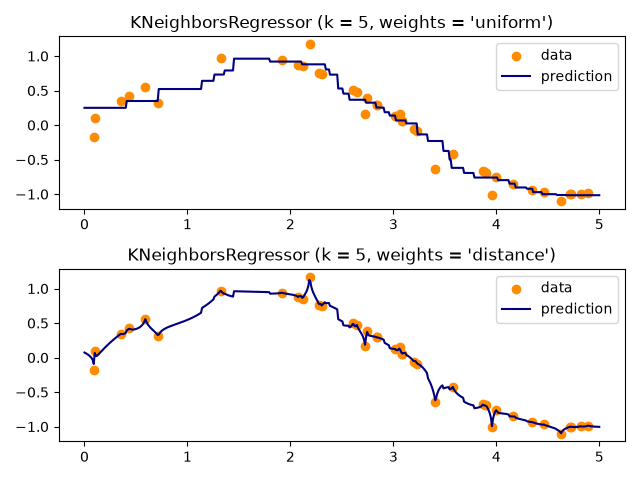 KNeighborsRegressor (k = 5, weights = 'uniform')
1.0
0.5
0.0
−0.5
−1.0
data
prediction
0 1 2 3 4 5
KNeighborsRegressor (k = 5, weights = 'distance')
1.0
0.5
0.0
−0.5
−1.0
data
prediction
0 1 2 3 4 5